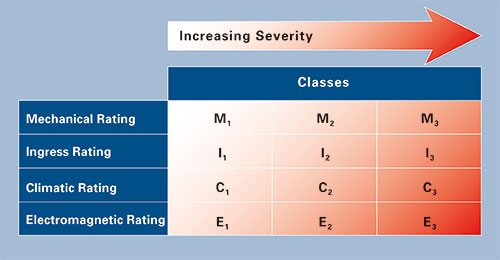 Increasing Severity
Classes
Mechanical Rating M₁ M₂ M₃
Ingress Rating I₁ I₂ I₃
Climatic Rating C₁ C₂ C₃
Electromagnetic Rating E₁ E₂ E₃